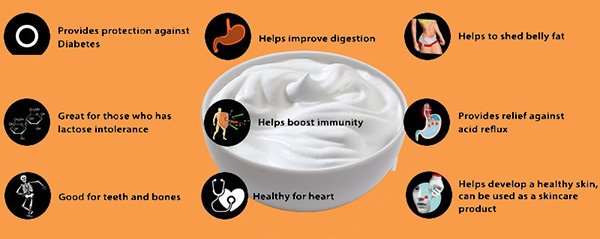 Provides protection against
Diabetes
Helps improve digestion
Helps to shed belly fat
Great for those who has
lactose intolerance
Helps boost immunity
Provides relief against
acid reflux
Good for teeth and bones
Healthy for heart
Helps develop a healthy skin,
can be used as a skincare
product